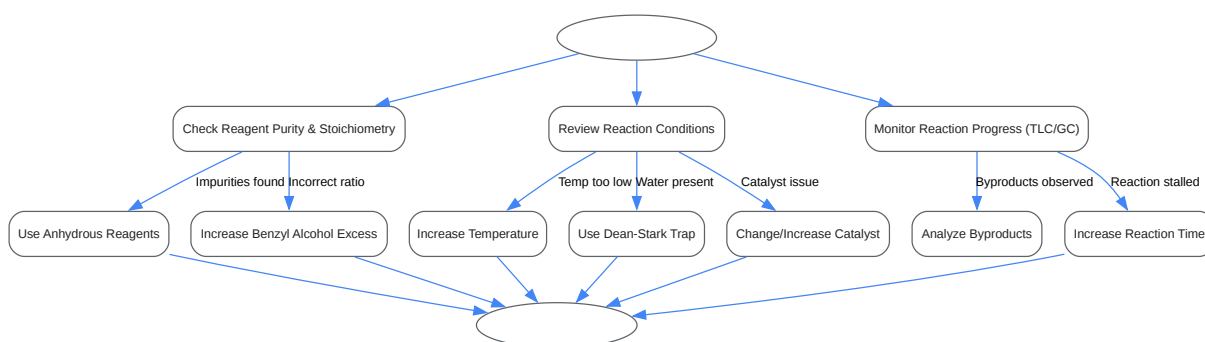 Check Reagent Purity & Stoichiometry
Review Reaction Conditions
Monitor Reaction Progress (TLC/GC)
Impurities found
Incorrect ratio
Temp too low
Water present
Catalyst issue
Byproducts observed
Reaction stalled
Use Anhydrous Reagents
Increase Benzyl Alcohol Excess
Increase Temperature
Use Dean-Stark Trap
Change/Increase Catalyst
Analyze Byproducts
Increase Reaction Time